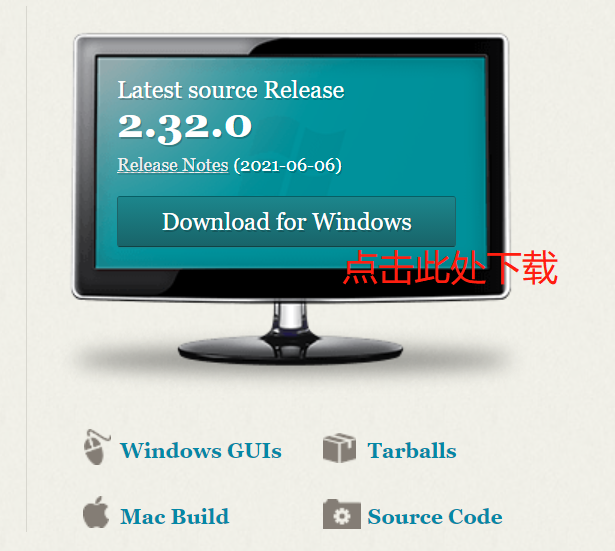 Latest source Release
2.32.0
Release Notes (2021-06-06)
Download for Windows
点击此处下载
Windows GUIs
Tarballs
Mac Build
Source Code